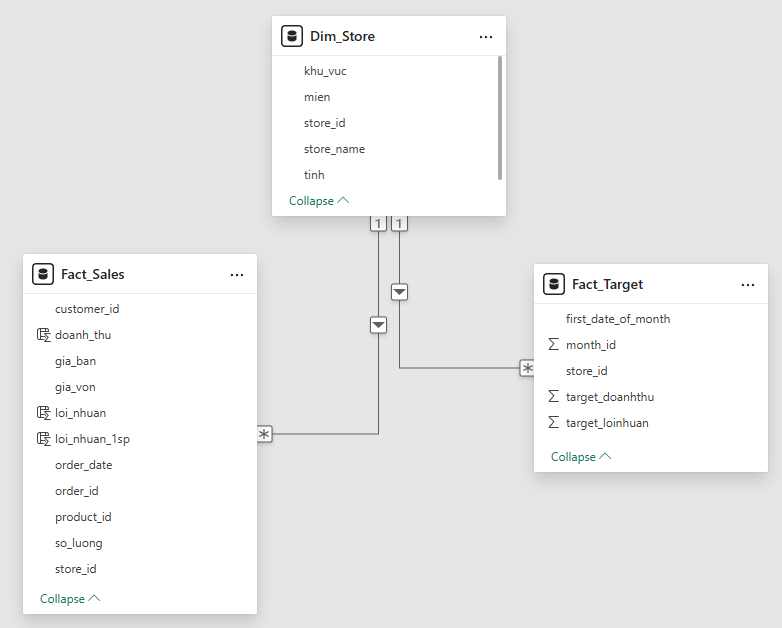 Dim_Store
khu_vuc
mien
store_id
store_name
tinh
Collapse
1 1
Fact_Sales
customer_id
doanh_thu
gia_ban
gia_von
loi_nhuan
loi_nhuan_1sp
order_date
order_id
product_id
so_luong
store_id
Collapse
*
Fact_Target
first_date_of_month
Σ month_id
store_id
Σ target_doanhthu
Σ target_loinhuan
Collapse
*